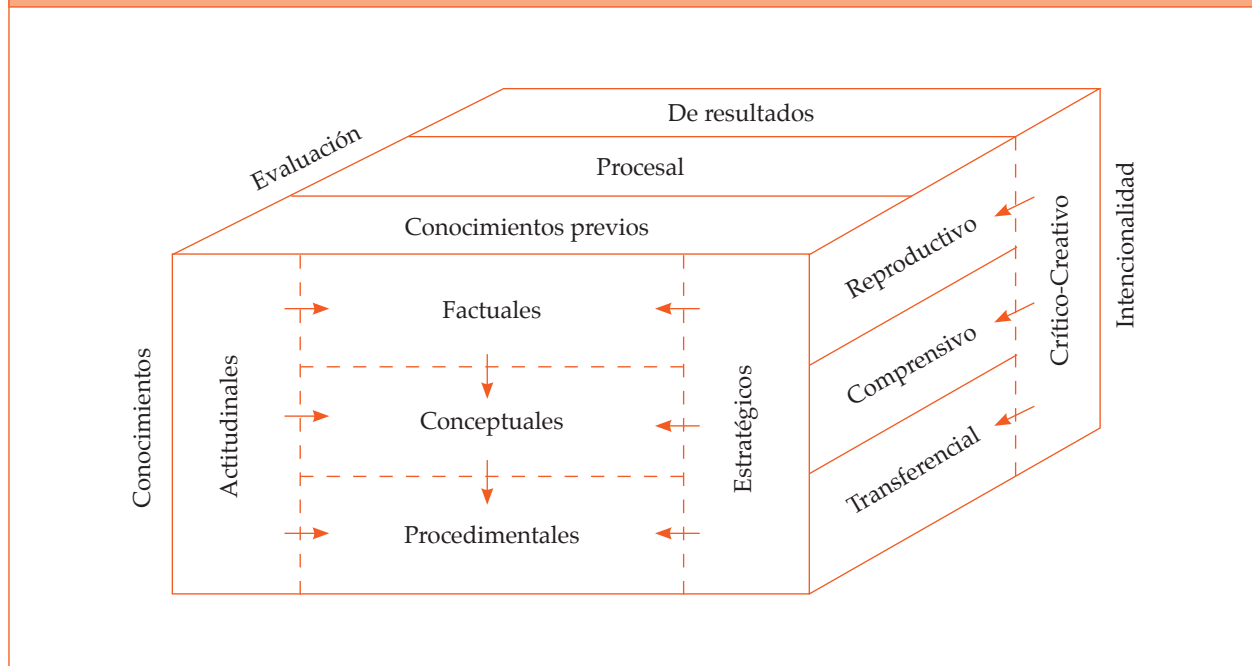 De resultados
Evaluación
Procesal
Conocimientos previos
Conocimientos
Actitudinales
Factuales
Conceptuales
Procedimentales
Estratégicos
Reproductivo
Comprensivo
Transferencial
Crítico-Creativo
Intencionalidad